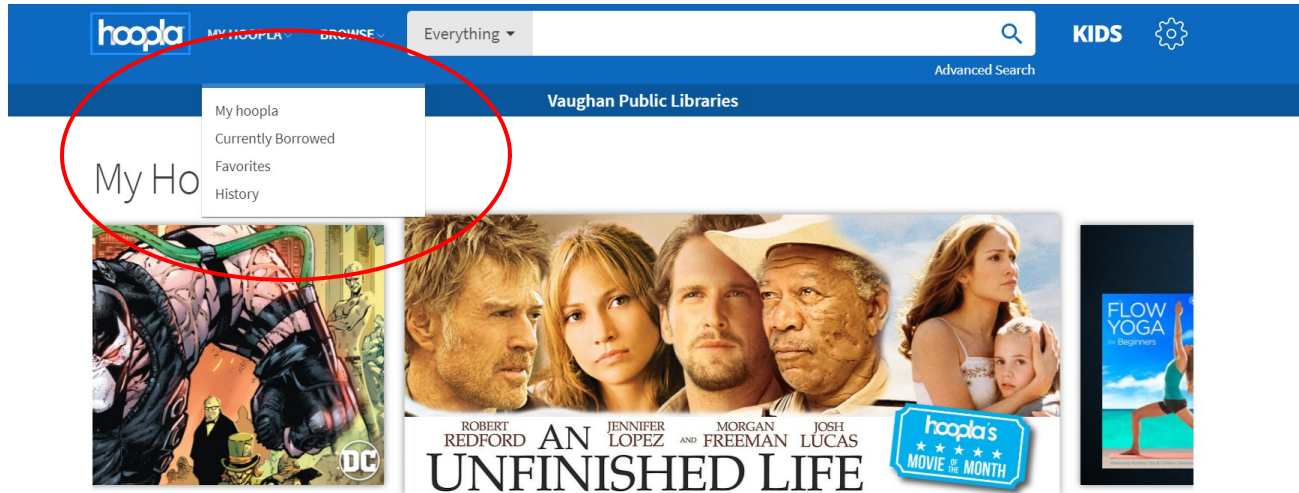 hoopla MY HOOPLA BROWSE Everything KIDS
Advanced Search
Vaughan Public Libraries
My hoopla
Currently Borrowed
Favorites
History
My Ho
DC
ROBERT REDFORD AN JENNIFER LOPEZ AND MORGAN FREEMAN JOSH LUCAS
UNFINISHED LIFE
hoopla's
MOVIE OF THE MONTH
FLOW
YOGA
for Beginners